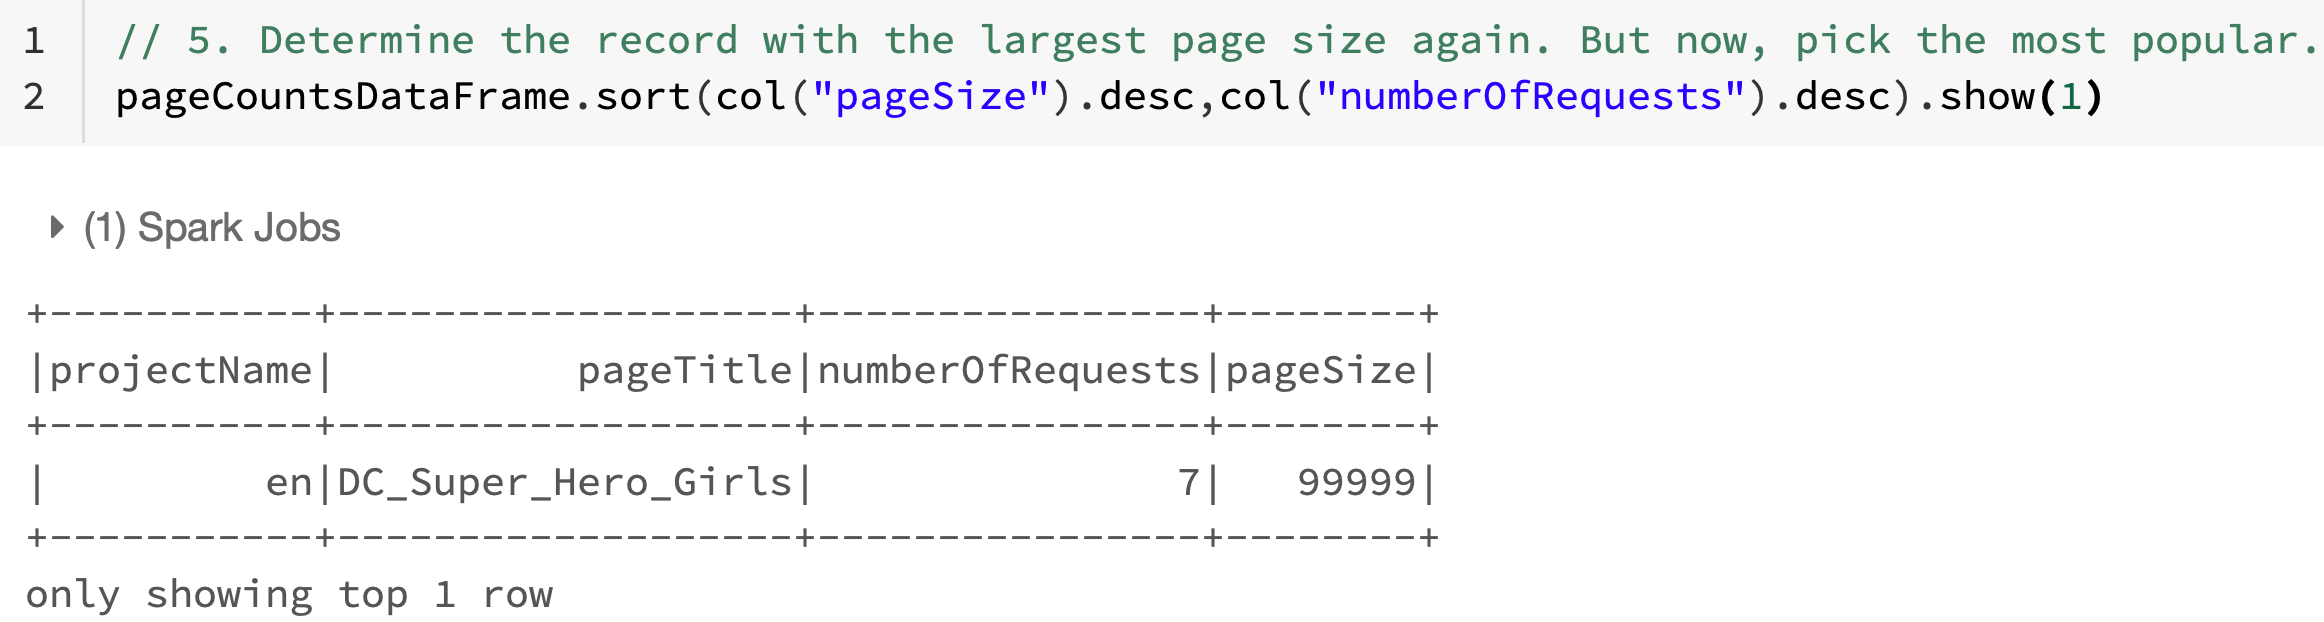 1 // 5. Determine the record with the largest page size again. But now, pick the most popular.
2 pageCountsDataFrame.sort(col("pageSize").desc,col("numberOfRequests").desc).show(1)
(1) Spark Jobs
+-----------+-------------------+----------------+--------+
|projectName|          pageTitle|numberOfRequests|pageSize|
+-----------+-------------------+----------------+--------+
|         en|DC_Super_Hero_Girls|               7|   99999|
+-----------+-------------------+----------------+--------+
only showing top 1 row